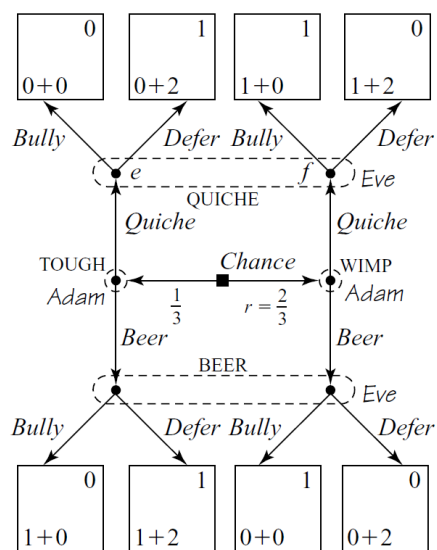 0 1 1 0
0+0 0+2 1+0 1+2
Bully Defer Bully Defer
e f Eve
QUICHE
Quiche Quiche
TOUGH Chance WIMP
Adam 1/3 r = 2/3 Adam
Beer Beer
BEER
Eve
Bully Defer Bully Defer
0 1 1 0
1+0 1+2 0+0 0+2